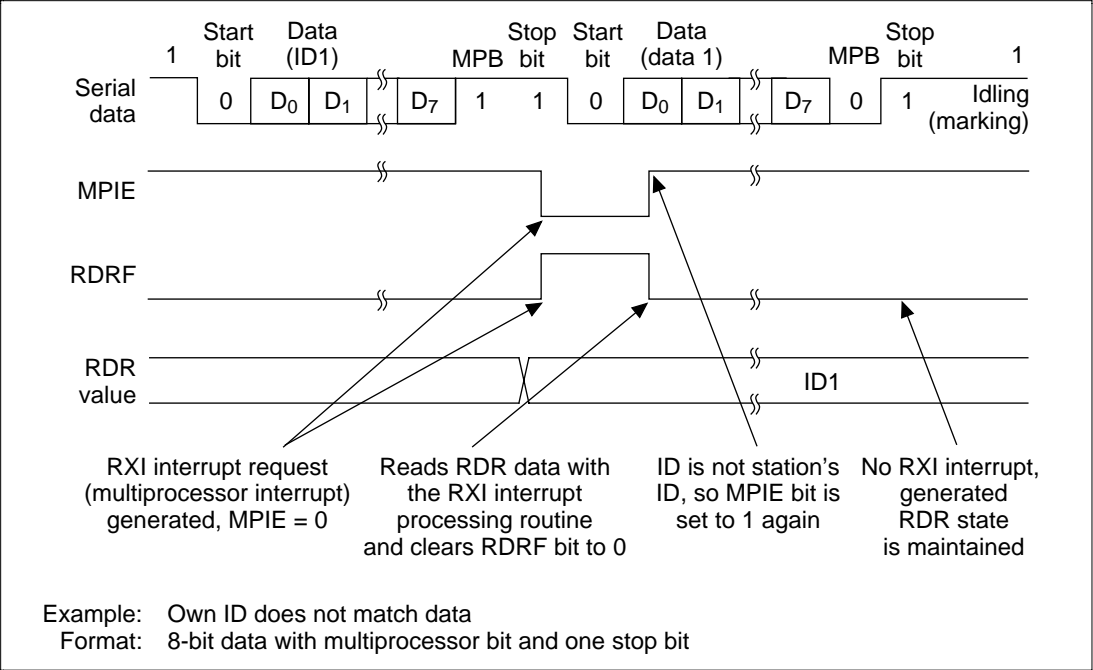 Start Data Stop Start Data Stop
1 bit (ID1) MPB bit bit (data 1) MPB bit 1
Serial data 0 D0 D1 D7 1 1 0 D0 D1 D7 0 1 Idling (marking)
MPIE
RDRF
RDR
value
ID1
RXI interrupt request
(multiprocessor interrupt)
generated, MPIE = 0
Reads RDR data with
the RXI interrupt
processing routine
and clears RDRF bit to 0
ID is not station's
ID, so MPIE bit is
set to 1 again
No RXI interrupt,
generated
RDR state
is maintained
Example: Own ID does not match data
Format: 8-bit data with multiprocessor bit and one stop bit